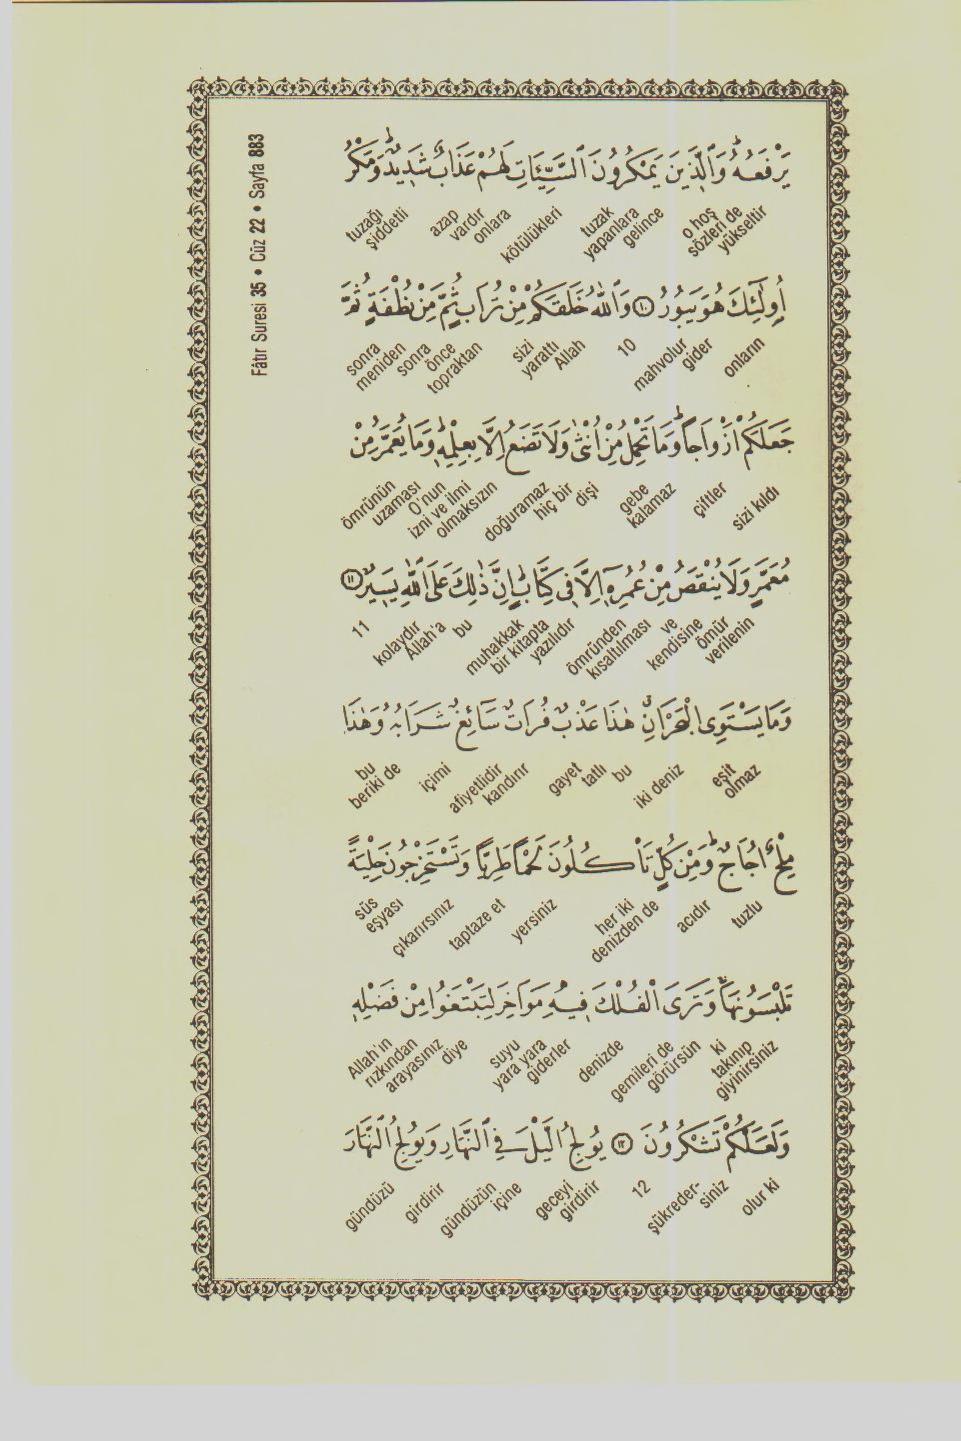 Fâtır Suresi 35 • Cüz 22 • Sayfa 883
يَرْفَعُهُۜ وَالَّذ۪ينَ يَمْكُرُونَ السَّيِّـَٔاتِ لَهُمْ عَذَابٌ شَد۪يدٌۜ وَمَكْرُ
o hoş sözleri de yükseltir tuzak yapanlara gelince kötülükleri onlara vardır azap şiddetli tuzağı
اُو۬لٰٓئِكَ هُوَ يَبُورُ ﴿١٠﴾ وَاللّٰهُ خَلَقَكُمْ مِنْ تُرَابٍ ثُمَّ مِنْ نُطْفَةٍ ثُمَّ
onların gider mahvolur 10 Allah yarattı sizi topraktan önce sonra meniden sonra
جَعَلَكُمْ اَزْوَاجًاۜ وَمَا تَحْمِلُ مِنْ اُنْثٰى وَلَا تَضَعُ اِلَّا بِعِلْمِه۪ۜ وَمَا يُعَمَّرُ مِنْ
sizi kıldı çiftler gebe kalamaz dişi hiç bir doğuramaz olmaksızın izni ve ilmi O'nun uzaması ömrünün
مُعَمَّرٍ وَلَا يُنْقَصُ مِنْ عُمُرِه۪ٓ اِلَّا ف۪ي كِتَابٍۜ اِنَّ ذٰلِكَ عَلَى اللّٰهِ يَس۪يرٌ ﴿١١﴾
verilenin ömür kendisine ve kısaltılması ömründen yazılıdır bir kitapta muhakkak bu Allah'a kolaydır 11
وَمَا يَسْتَوِي الْبَحْرَانِۗ هٰذَا عَذْبٌ فُرَاتٌ سَٓائِغٌ شَرَابُهُ وَهٰذَا
eşit olmaz iki deniz bu tatlı gayet kandırır afiyetlidir içimi bu beriki de
مِلْحٌ اُجَاجٌۜ وَمِنْ كُلٍّ تَأْكُلُونَ لَحْمًا طَرِيًّا وَتَسْتَخْرِجُونَ حِلْيَةً
tuzlu acıdır her iki denizden de yersiniz taptaze et çıkarırsınız süs eşyası
تَلْبَسُونَهَاۚ وَتَرَى الْفُلْكَ ف۪يهِ مَوَاخِرَ لِتَبْتَغُوا مِنْ فَضْلِه۪
ki takınıp giyinirsiniz gemileri de görürsün denizde suyu yara yara giderler diye arayasınız rızkından Allah'ın
وَلَعَلَّكُمْ تَشْكُرُونَ ﴿١٢﴾ يُولِجُ الَّيْلَ فِي النَّهَارِ وَيُولِجُ النَّهَارَ
olur ki şükreder-siniz 12 geceyi girdirir gündüzün içine girdirir gündüzü